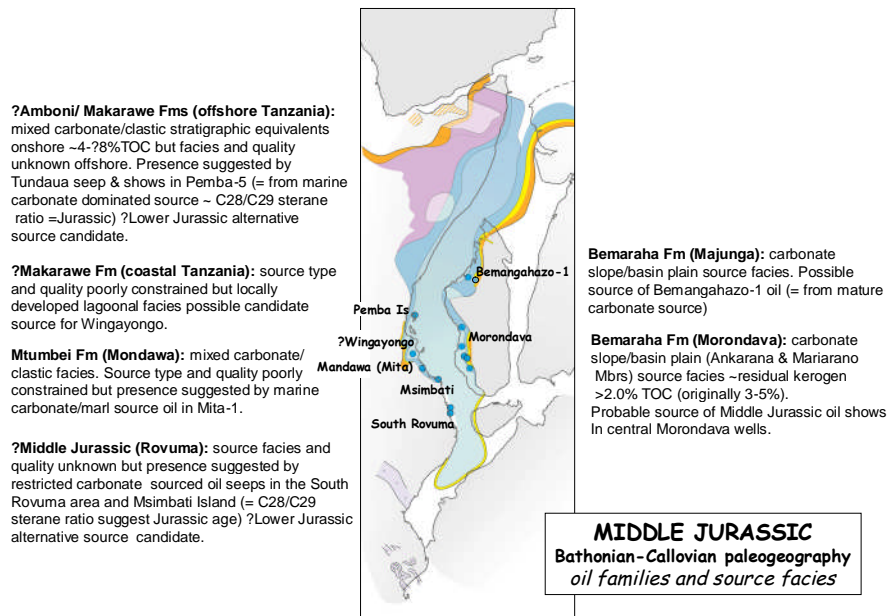 ?Amboni/ Makarawe Fms (offshore Tanzania):
mixed carbonate/clastic stratigraphic equivalents
onshore ~4-?8%TOC but facies and quality
unknown offshore. Presence suggested by
Tundaua seep & shows in Pemba-5 (= from marine
carbonate dominated source ~ C28/C29 sterane
ratio =Jurassic) ?Lower Jurassic alternative
source candidate.
?Makarawe Fm (coastal Tanzania): source type
and quality poorly constrained but locally
developed lagoonal facies possible candidate
source for Wingayongo.
Mtumbei Fm (Mondawa): mixed carbonate/
clastic facies. Source type and quality poorly
constrained but presence suggested by marine
carbonate/marl source oil in Mita-1.
?Middle Jurassic (Rovuma): source facies and
quality unknown but presence suggested by
restricted carbonate sourced oil seeps in the South
Rovuma area and Msimbati Island (= C28/C29
sterane ratio suggest Jurassic age) ?Lower Jurassic
alternative source candidate.
Bemangahazo-1
Pemba Is
?Wingayongo
Morondava
Mandawa (Mita)
Msimbati
South Rovuma
Bemaraha Fm (Majunga): carbonate
slope/basin plain source facies. Possible
source of Bemangahazo-1 oil (= from mature
carbonate source)
Bemaraha Fm (Morondava): carbonate
slope/basin plain (Ankarana & Mariarano
Mbrs) source facies ~residual kerogen
>2.0% TOC (originally 3-5%).
Probable source of Middle Jurassic oil shows
In central Morondava wells.
MIDDLE JURASSIC
Bathonian-Callovian paleogeography
oil families and source facies